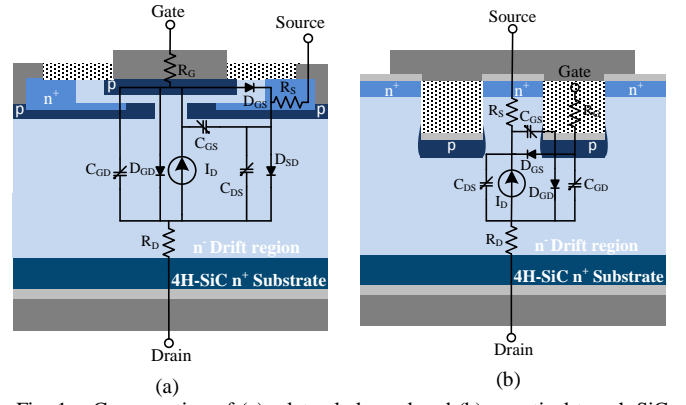 Gate
Source
R_G
p
n⁺
D_GS
R_S
p
p
C_GS
C_GD
D_GD
I_D
C_DS
D_SD
R_D
n⁻ Drift region
4H-SiC n⁺ Substrate
Drain
(a)
Source
Gate
n⁺
n⁺
n⁺
R_S
C_GS
R_G
p
p
D_GS
C_DS
I_D
D_GD
C_GD
R_D
n⁻ Drift region
4H-SiC n⁺ Substrate
Drain
(b)